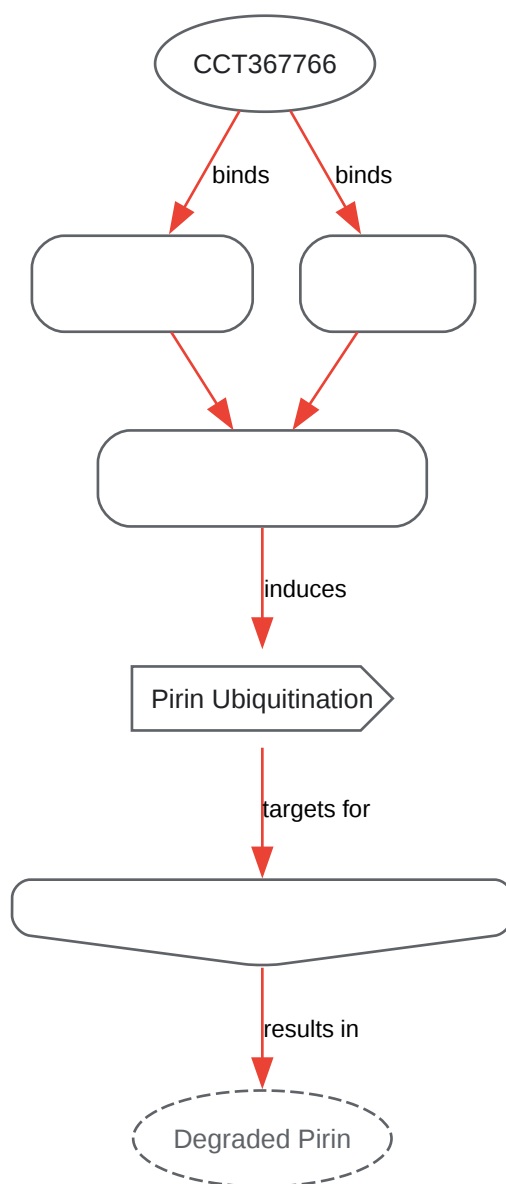 CCT367766
binds
binds
induces
Pirin Ubiquitination
targets for
results in
Degraded Pirin